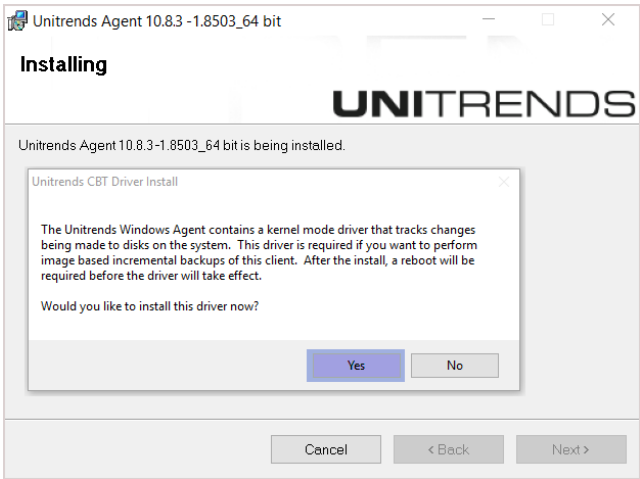 Unitrends Agent 10.8.3 -1.8503_64 bit
Installing
UNITRENDS
Unitrends Agent 10.8.3-1.8503_64 bit is being installed.
Unitrends CBT Driver Install
The Unitrends Windows Agent contains a kernel mode driver that tracks changes
being made to disks on the system.  This driver is required if you want to perform
image based incremental backups of this client.  After the install, a reboot will be
required before the driver will take effect.
Would you like to install this driver now?
Yes
No
Cancel
< Back
Next >